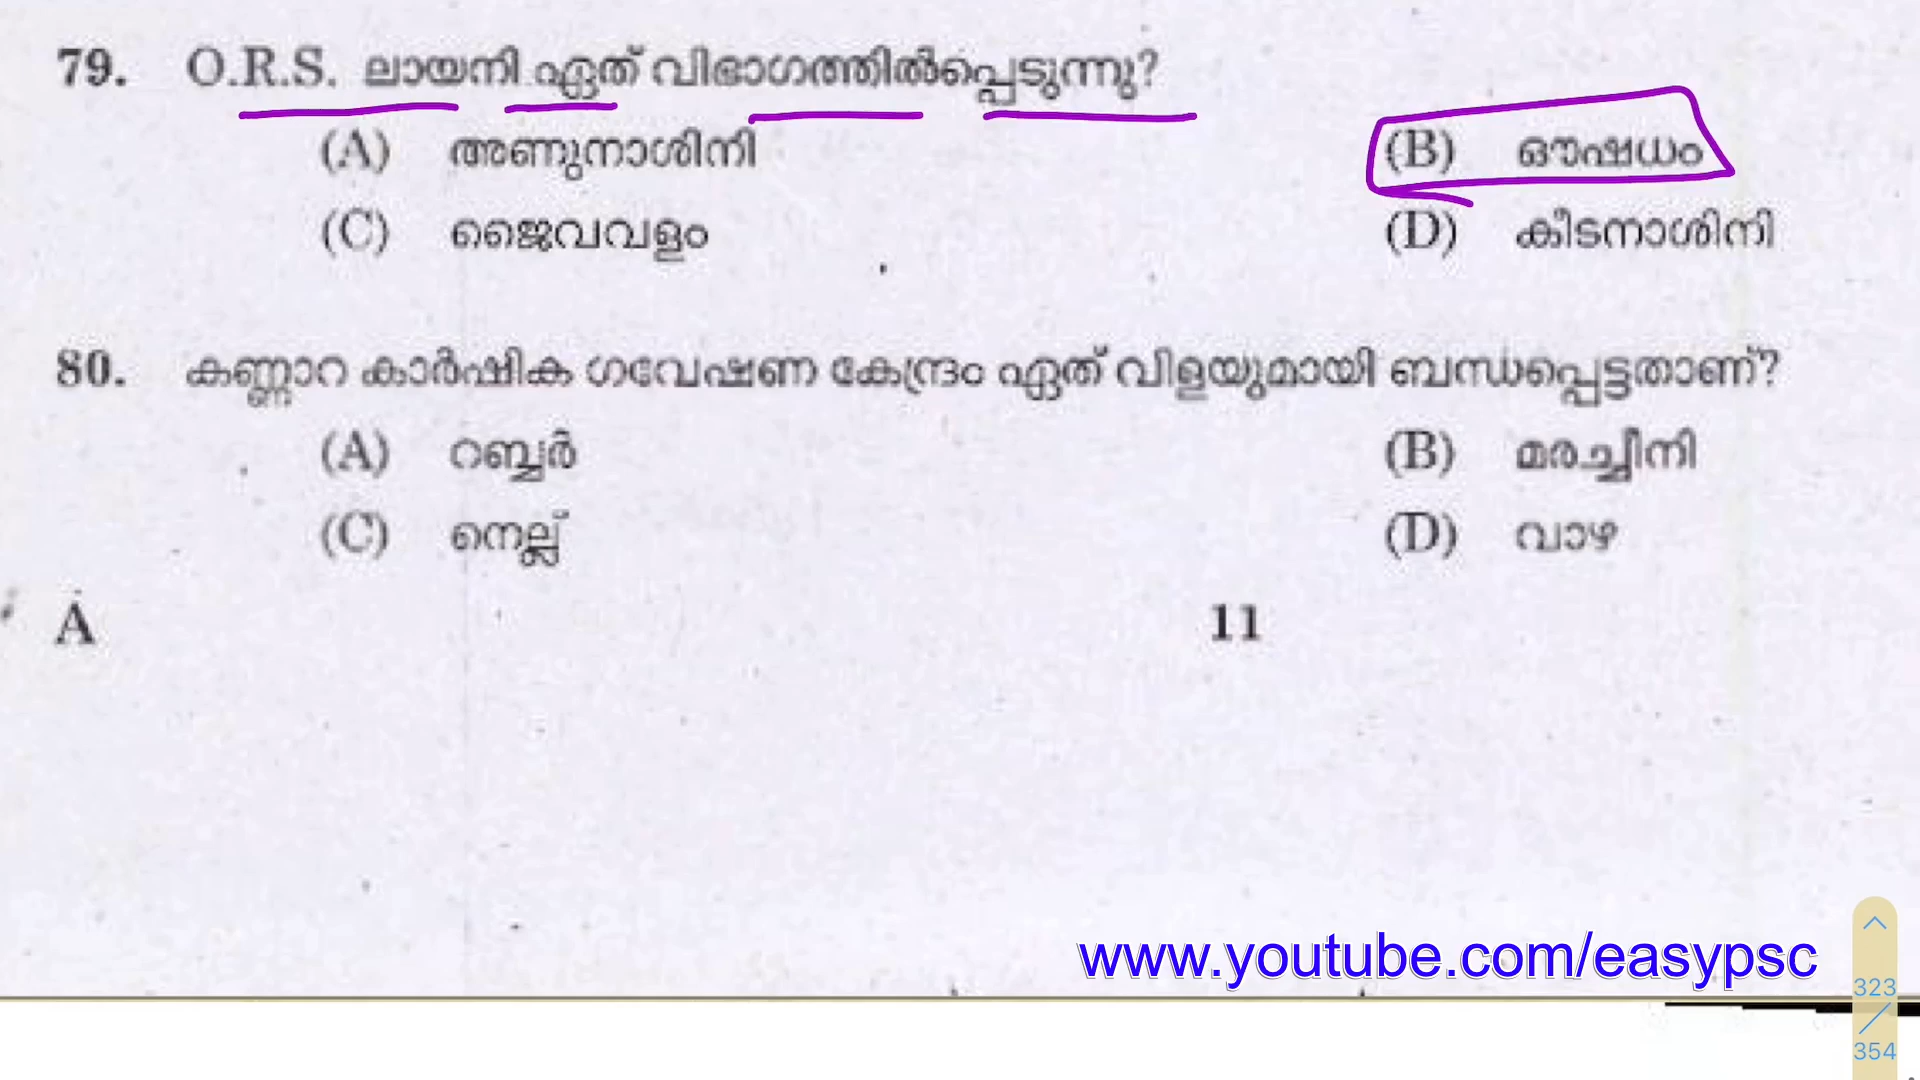 79. O.R.S. ലായനി ഏത് വിഭാഗത്തിൽപ്പെടുന്നു?
(A) അണുനാശിനി (B) ഔഷധം
(C) ജൈവവളം (D) കീടനാശിനി
80. കണ്ണാറ കാർഷിക ഗവേഷണ കേന്ദ്രം ഏത് വിളയുമായി ബന്ധപ്പെട്ടതാണ്?
(A) റബ്ബർ (B) മരച്ചീനി
(C) നെല്ല് (D) വാഴ
A 11
www.youtube.com/easypsc
323
/
354